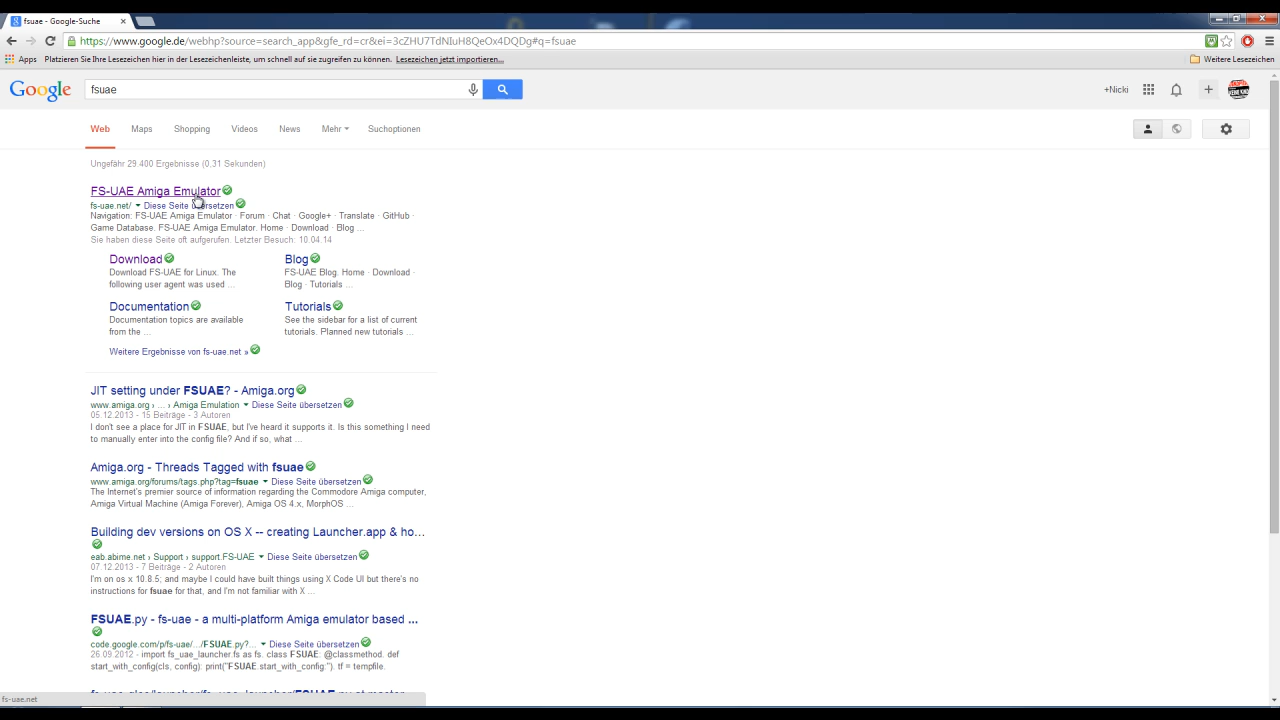 fsuae - Google-Suche
https://www.google.de/webhp?source=search_app&gfe_rd=cr&ei=3cZHU7TdNIuH8QeOx4DQDg#q=fsuae
Apps Platzieren Sie Ihre Lesezeichen hier in der Lesezeichenleiste, um schnell auf sie zugreifen zu können. Lesezeichen jetzt importieren... Weitere Lesezeichen
Google fsuae +Nicki
Web Maps Shopping Videos News Mehr Suchoptionen
Ungefähr 29.400 Ergebnisse (0,31 Sekunden)
FS-UAE Amiga Emulator
fs-uae.net/ Diese Seite übersetzen
Navigation: FS-UAE Amiga Emulator · Forum · Chat · Google+ · Translate · GitHub ·
Game Database. FS-UAE Amiga Emulator. Home · Download · Blog ...
Sie haben diese Seite oft aufgerufen. Letzter Besuch: 10.04.14
Download
Download FS-UAE for Linux. The
following user agent was used ...
Blog
FS-UAE Blog. Home · Download ·
Blog · Tutorials ...
Documentation
Documentation topics are available
from the ...
Tutorials
See the sidebar for a list of current
tutorials. Planned new tutorials ...
Weitere Ergebnisse von fs-uae.net »
JIT setting under FSUAE? - Amiga.org
www.amiga.org › ... › Amiga Emulation Diese Seite übersetzen
05.12.2013 - 15 Beiträge - 3 Autoren
I don't see a place for JIT in FSUAE, but I've heard it supports it. Is this something I need
to manually enter into the config file? And if so, what ...
Amiga.org - Threads Tagged with fsuae
www.amiga.org/forums/tags.php?tag=fsuae Diese Seite übersetzen
The Internet's premier source of information regarding the Commodore Amiga computer,
Amiga Virtual Machine (Amiga Forever), Amiga OS 4.x, MorphOS ...
Building dev versions on OS X -- creating Launcher.app & ho...
eab.abime.net › Support › support.FS-UAE Diese Seite übersetzen
07.12.2013 - 7 Beiträge - 2 Autoren
I'm on os x 10.8.5; and maybe I could have built things using X Code UI but there's no
instructions for fsuae for that, and I'm not familiar with X ...
FSUAE.py - fs-uae - a multi-platform Amiga emulator based ...
code.google.com/p/fs-uae/.../FSUAE.py?... Diese Seite übersetzen
26.09.2012 - import fs_uae_launcher.fs as fs. class FSUAE: @classmethod. def
start_with_config(cls, config): print("FSUAE.start_with_config:"). tf = tempfile.
fs-uae.net